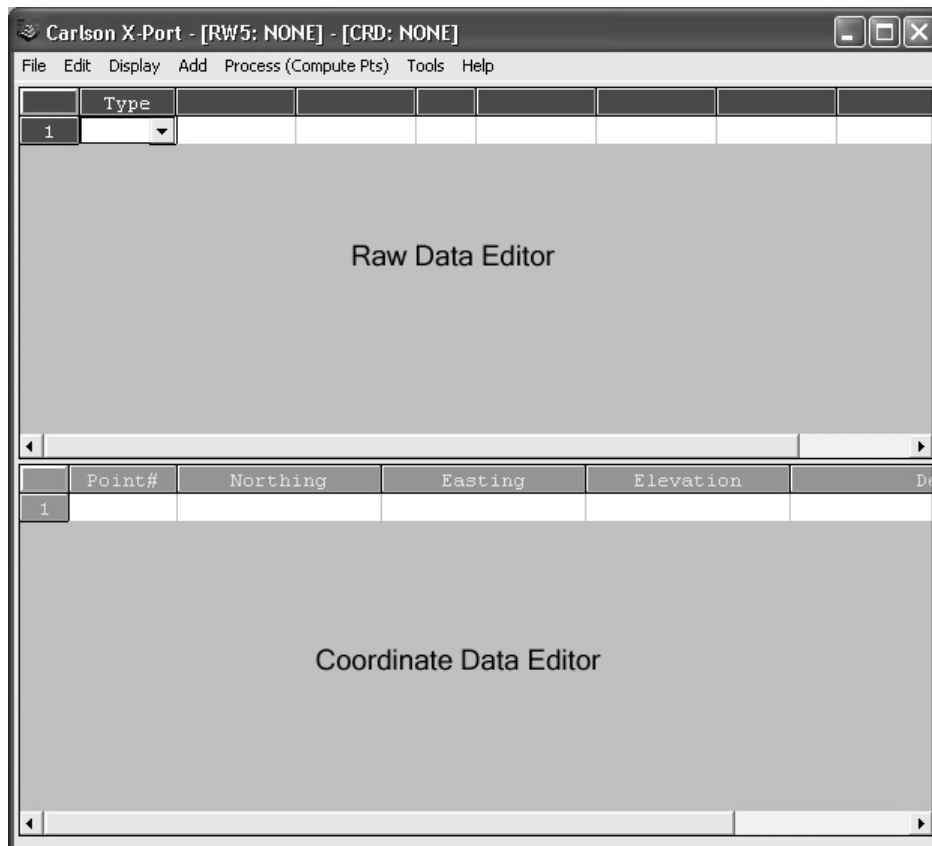 Carlson X-Port - [RW5: NONE] - [CRD: NONE]
File Edit Display Add Process (Compute Pts) Tools Help
Type
1
Raw Data Editor
Point# Northing Easting Elevation De
1
Coordinate Data Editor